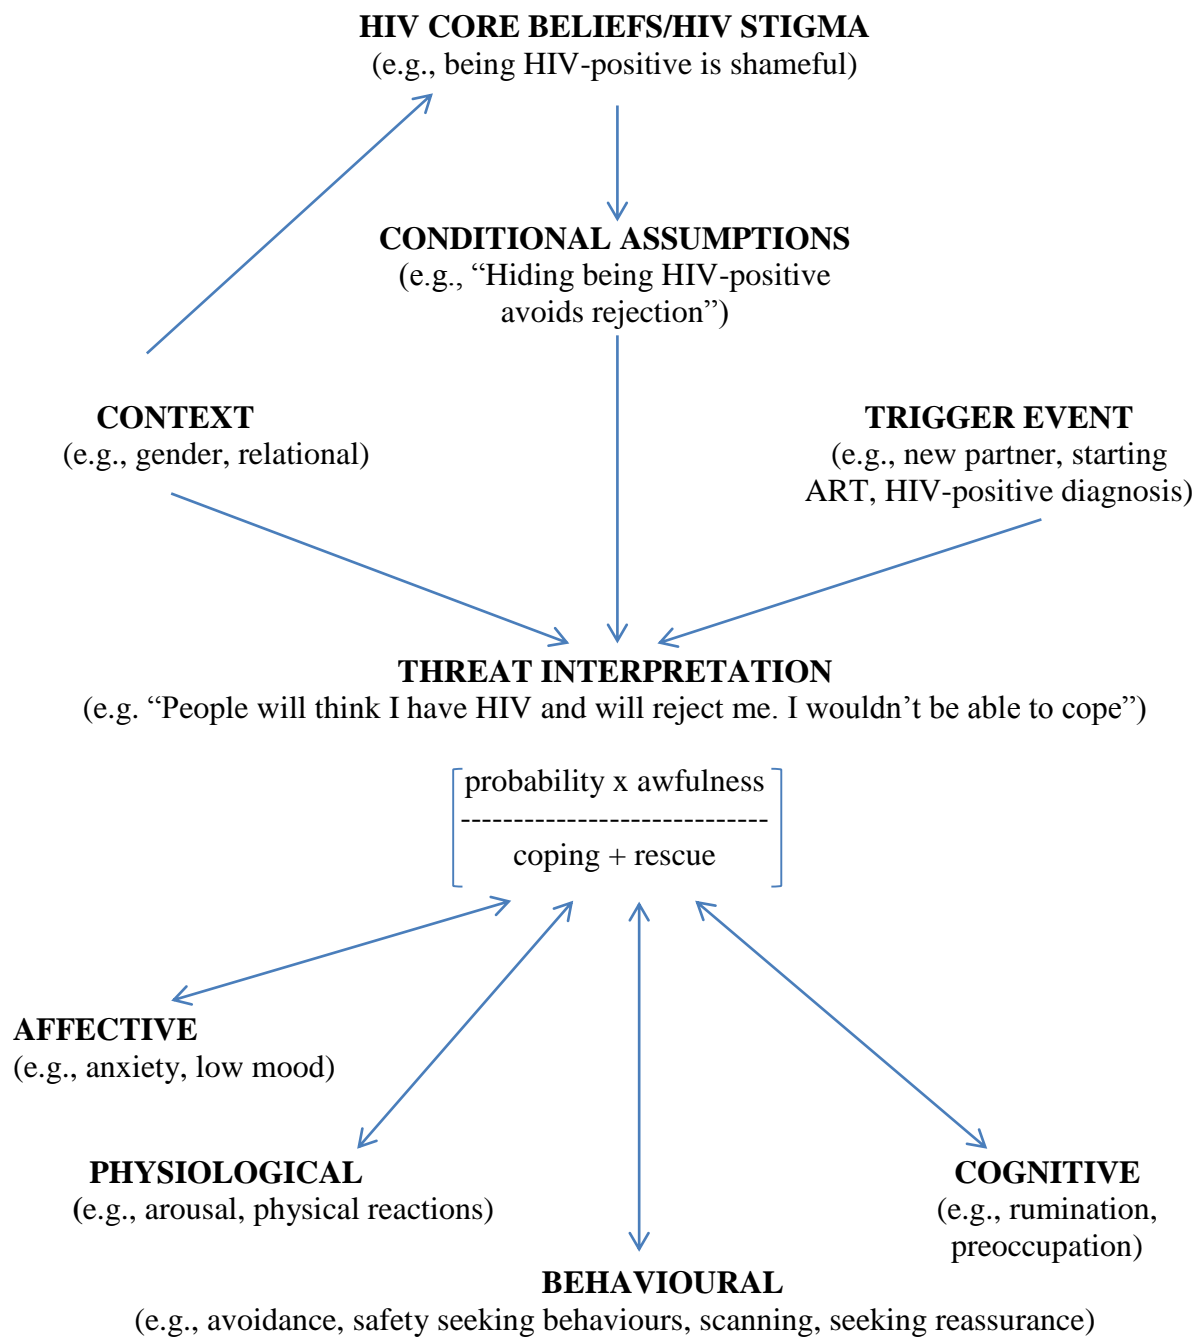 HIV CORE BELIEFS/HIV STIGMA
(e.g., being HIV-positive is shameful)
CONDITIONAL ASSUMPTIONS
(e.g., “Hiding being HIV-positive
avoids rejection”)
CONTEXT
(e.g., gender, relational)
TRIGGER EVENT
(e.g., new partner, starting
ART, HIV-positive diagnosis)
THREAT INTERPRETATION
(e.g. “People will think I have HIV and will reject me. I wouldn’t be able to cope”)
probability x awfulness
----------------------------
coping + rescue
AFFECTIVE
(e.g., anxiety, low mood)
PHYSIOLOGICAL
(e.g., arousal, physical reactions)
COGNITIVE
(e.g., rumination,
preoccupation)
BEHAVIOURAL
(e.g., avoidance, safety seeking behaviours, scanning, seeking reassurance)